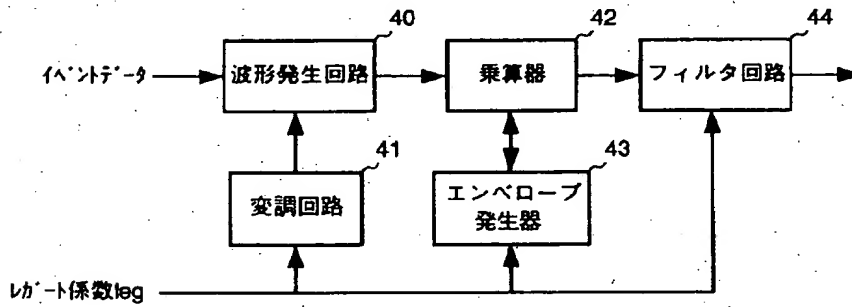 40
42
44
ｲﾍﾞﾝﾄﾃﾞｰﾀ
波形発生回路
乗算器
フィルタ回路
41
43
変調回路
エンベロープ
発生器
ﾚｶﾞｰﾄ係数leg